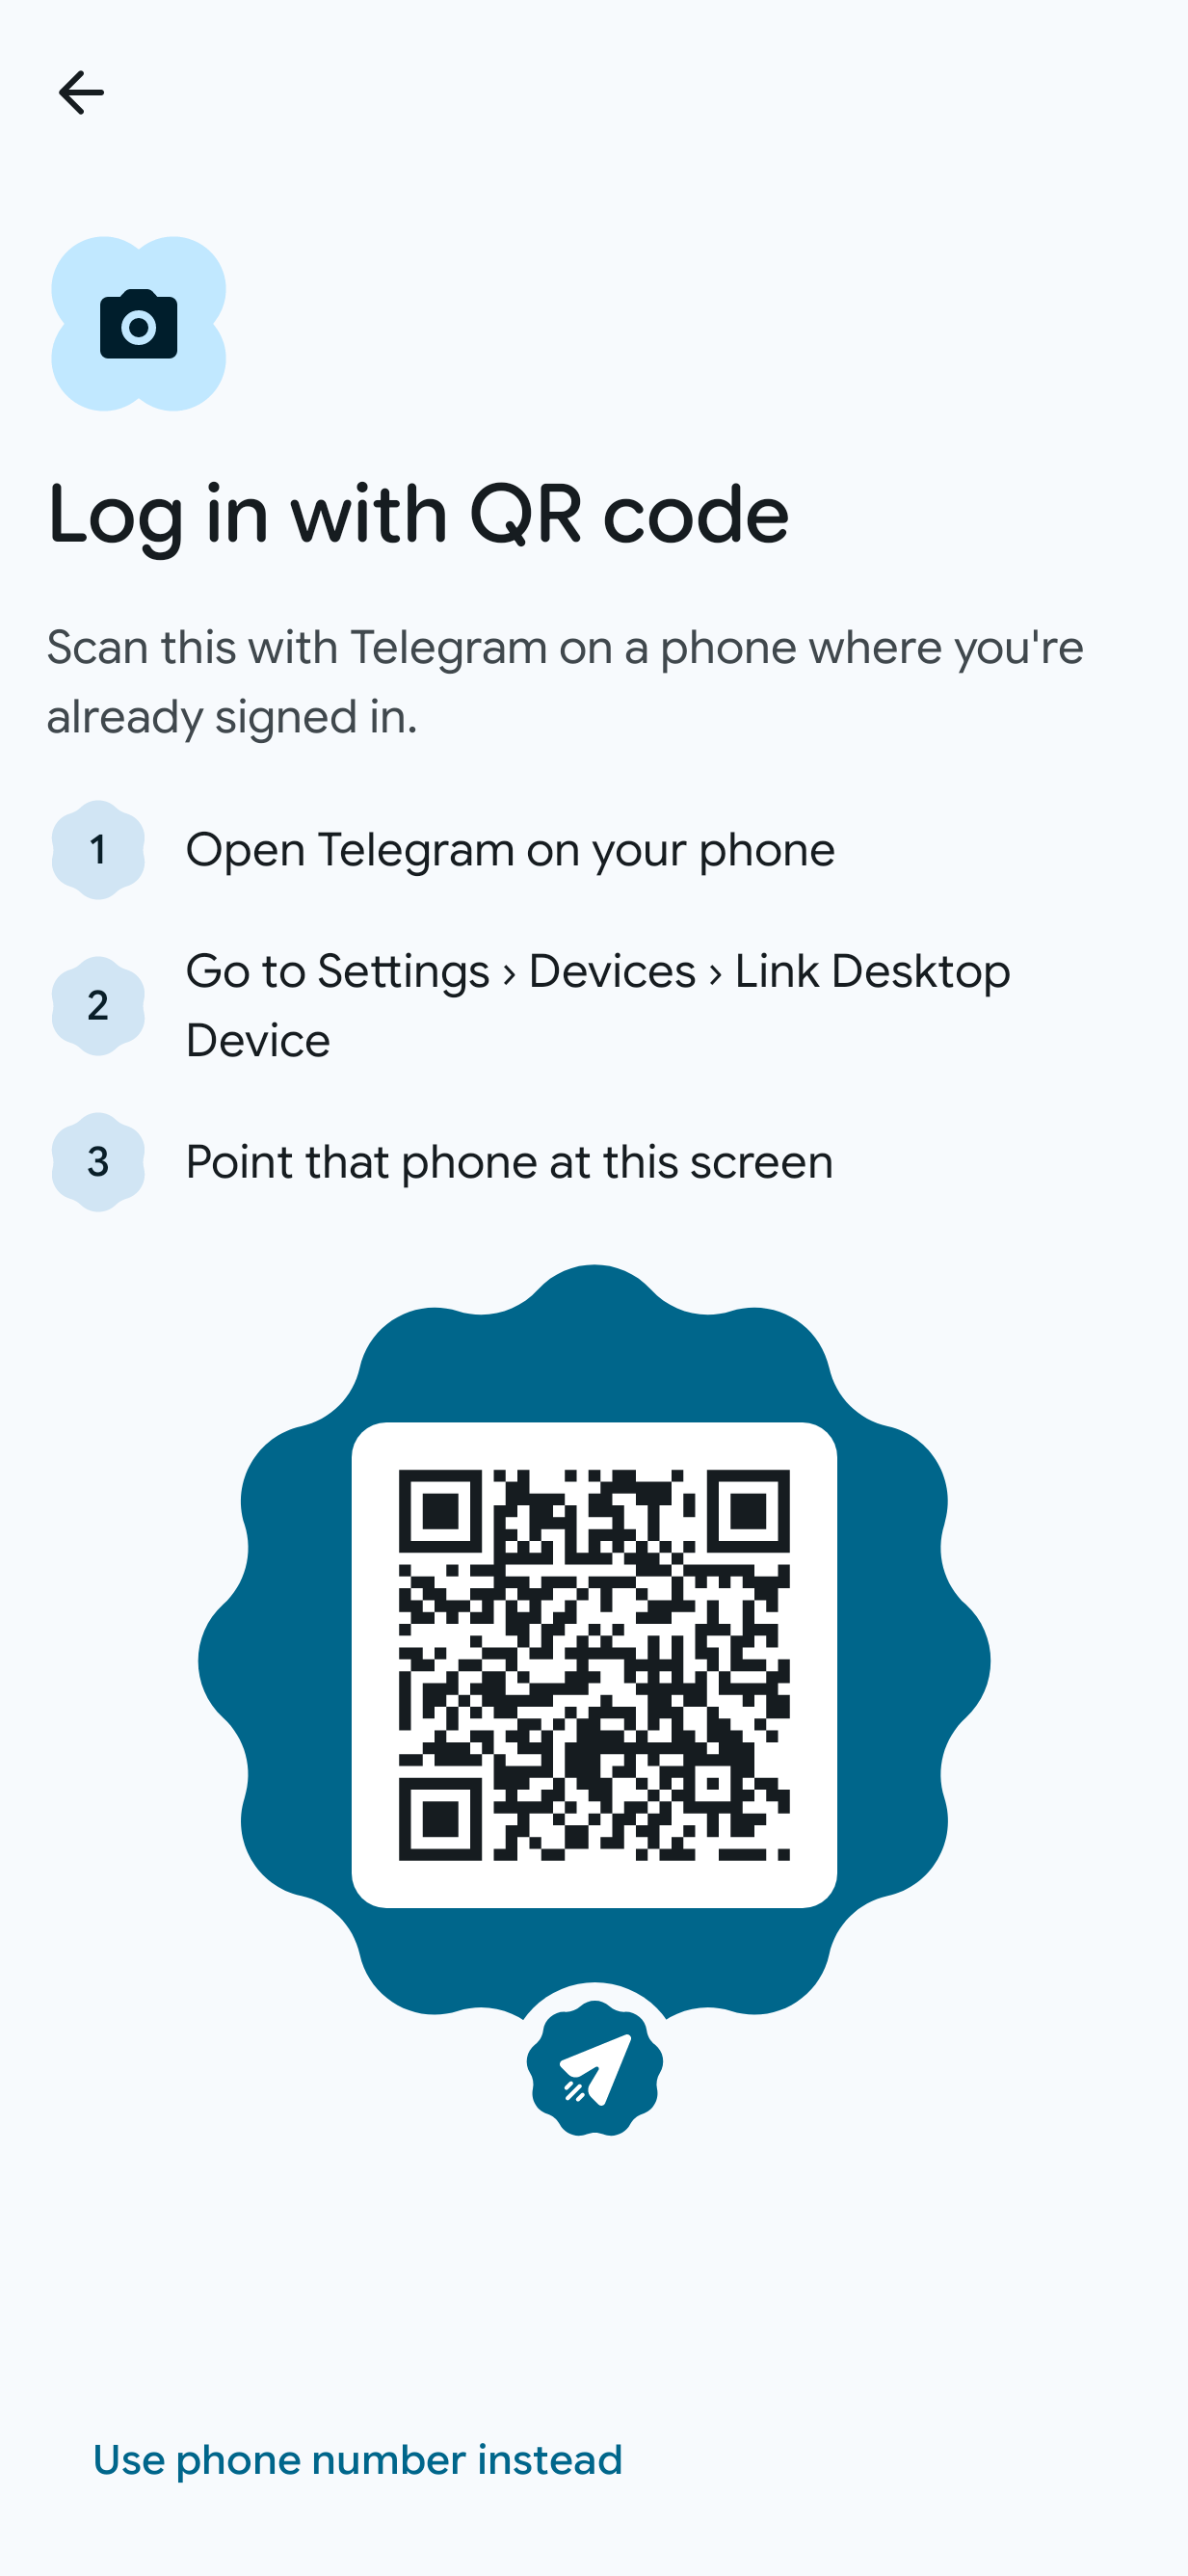 Log in with QR code
Scan this with Telegram on a phone where you're
already signed in.
1 Open Telegram on your phone
2 Go to Settings › Devices › Link Desktop
Device
3 Point that phone at this screen
Use phone number instead